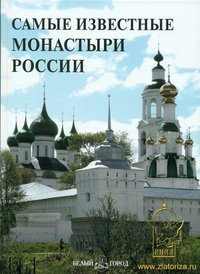 САМЫЕ ИЗВЕСТНЫЕ
МОНАСТЫРИ
РОССИИ
БЕЛЫЙ ГОРОД
www.zlatoriza.ru